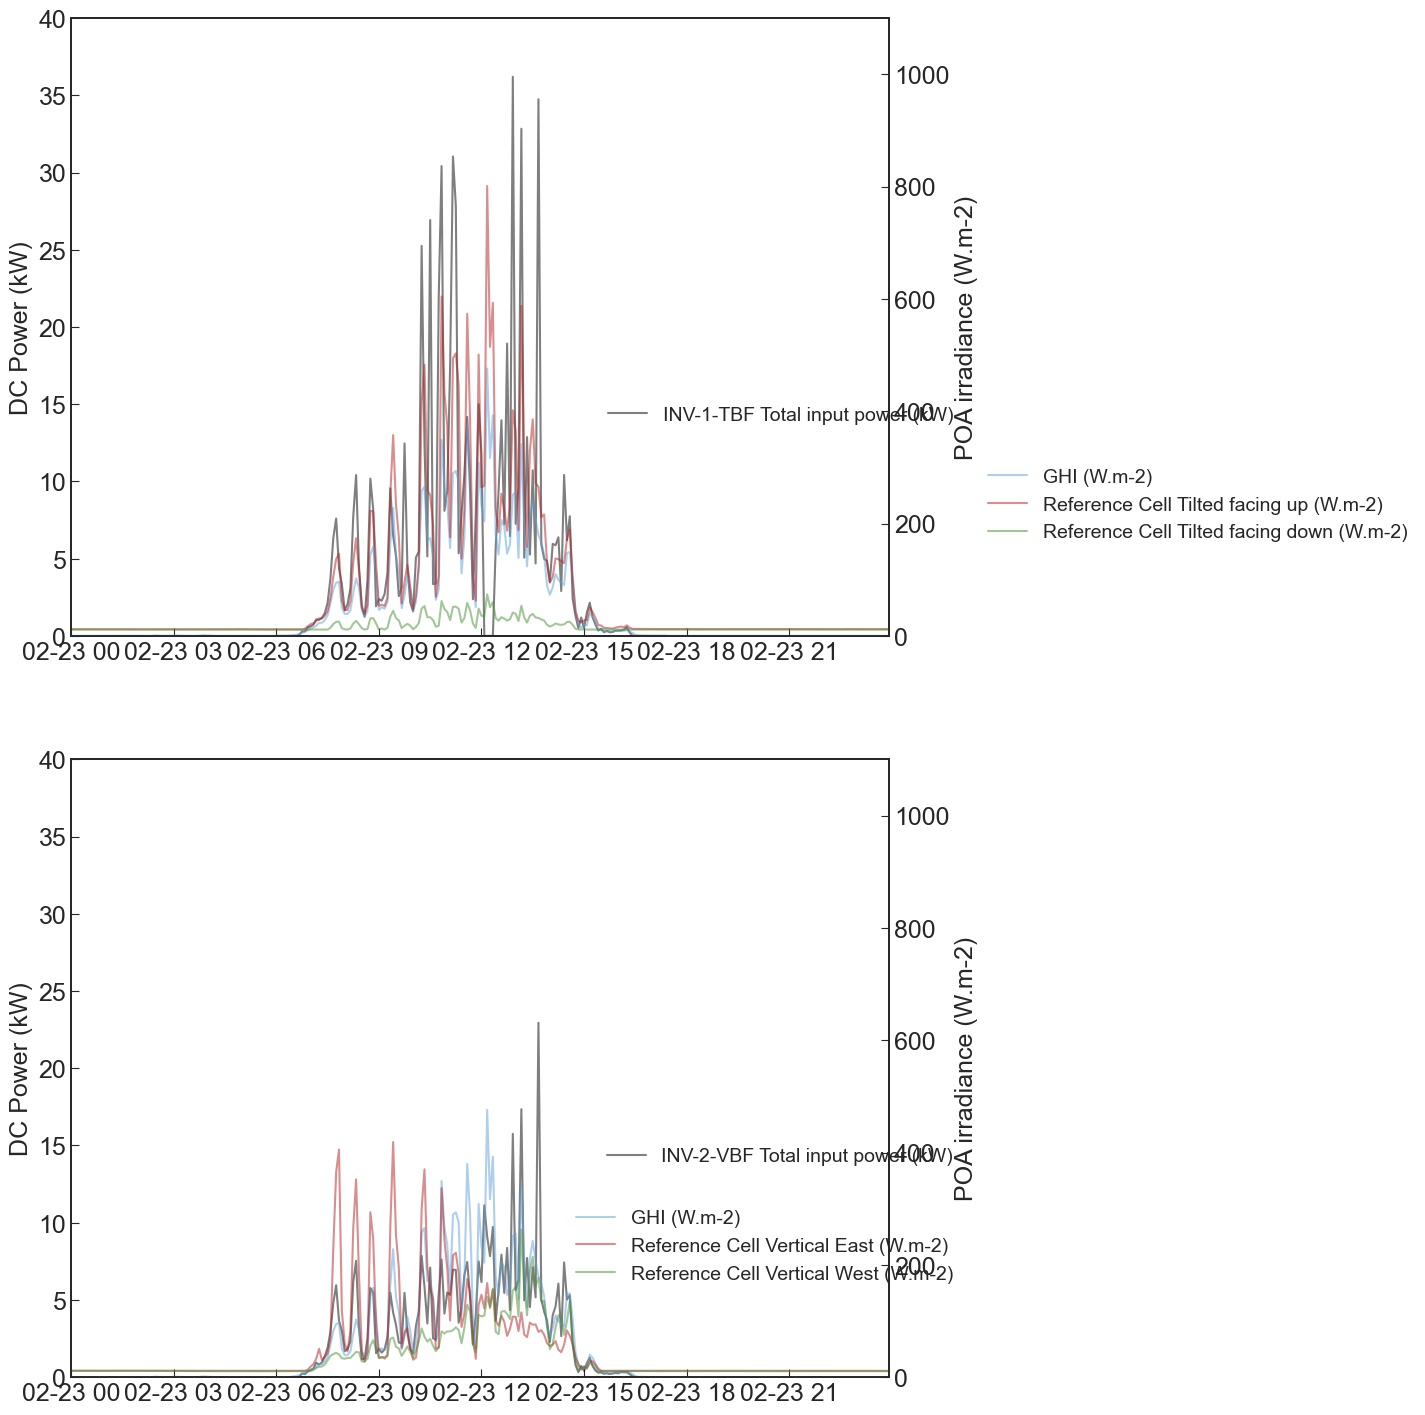 40
35
30
25
20
15
10
5
0
DC Power (kW)
1000
800
600
400
200
0
POA irradiance (W.m-2)
INV-1-TBF Total input power (kW)
GHI (W.m-2)
Reference Cell Tilted facing up (W.m-2)
Reference Cell Tilted facing down (W.m-2)
02-23 00 02-23 03 02-23 06 02-23 09 02-23 12 02-23 15 02-23 18 02-23 21
40
35
30
25
20
15
10
5
0
DC Power (kW)
1000
800
600
400
200
0
POA irradiance (W.m-2)
INV-2-VBF Total input power (kW)
GHI (W.m-2)
Reference Cell Vertical East (W.m-2)
Reference Cell Vertical West (W.m-2)
02-23 00 02-23 03 02-23 06 02-23 09 02-23 12 02-23 15 02-23 18 02-23 21